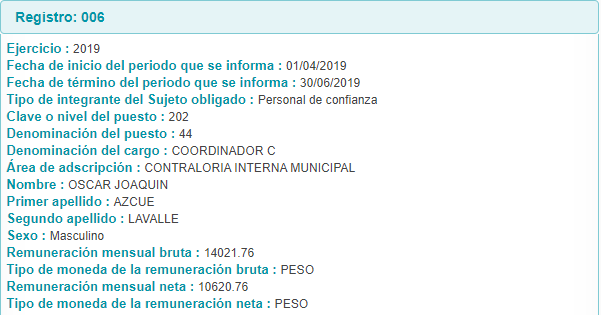 Registro: 006
Ejercicio : 2019
Fecha de inicio del periodo que se informa : 01/04/2019
Fecha de término del periodo que se informa : 30/06/2019
Tipo de integrante del Sujeto obligado : Personal de confianza
Clave o nivel del puesto : 202
Denominación del puesto : 44
Denominación del cargo : COORDINADOR C
Área de adscripción : CONTRALORIA INTERNA MUNICIPAL
Nombre : OSCAR JOAQUIN
Primer apellido : AZCUE
Segundo apellido : LAVALLE
Sexo : Masculino
Remuneración mensual bruta : 14021.76
Tipo de moneda de la remuneración bruta : PESO
Remuneración mensual neta : 10620.76
Tipo de moneda de la remuneración neta : PESO